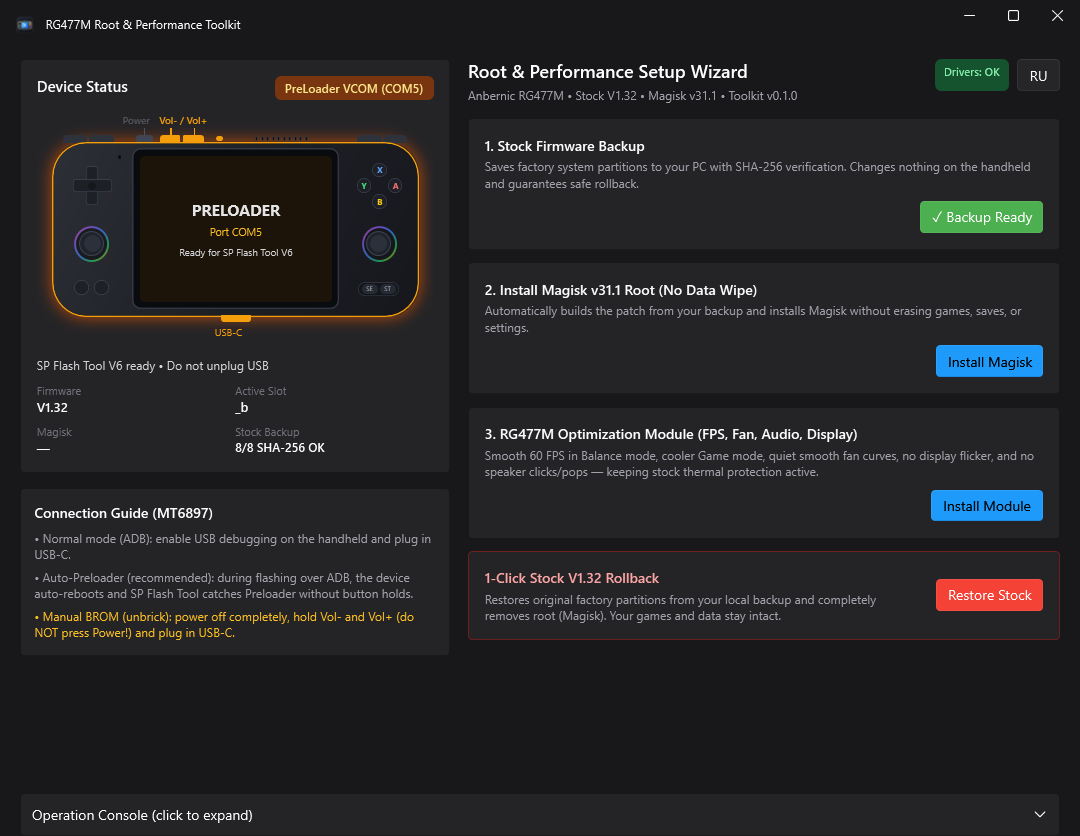 RG477M Root & Performance Toolkit
Device Status
PreLoader VCOM (COM5)
Power Vol- / Vol+
X
Y
A
B
PRELOADER
Port COM5
Ready for SP Flash Tool V6
SE ST
USB-C
SP Flash Tool V6 ready • Do not unplug USB
Firmware Active Slot
V1.32 _b
Magisk Stock Backup
— 8/8 SHA-256 OK
Connection Guide (MT6897)
• Normal mode (ADB): enable USB debugging on the handheld and plug in
USB-C.
• Auto-Preloader (recommended): during flashing over ADB, the device
auto-reboots and SP Flash Tool catches Preloader without button holds.
• Manual BROM (unbrick): power off completely, hold Vol- and Vol+ (do
NOT press Power!) and plug in USB-C.
Root & Performance Setup Wizard
Anbernic RG477M • Stock V1.32 • Magisk v31.1 • Toolkit v0.1.0
Drivers: OK
RU
1. Stock Firmware Backup
Saves factory system partitions to your PC with SHA-256 verification. Changes nothing on the handheld
and guarantees safe rollback.
✓ Backup Ready
2. Install Magisk v31.1 Root (No Data Wipe)
Automatically builds the patch from your backup and installs Magisk without erasing games, saves, or
settings.
Install Magisk
3. RG477M Optimization Module (FPS, Fan, Audio, Display)
Smooth 60 FPS in Balance mode, cooler Game mode, quiet smooth fan curves, no display flicker, and no
speaker clicks/pops — keeping stock thermal protection active.
Install Module
1-Click Stock V1.32 Rollback
Restores original factory partitions from your local backup and completely
removes root (Magisk). Your games and data stay intact.
Restore Stock
Operation Console (click to expand)